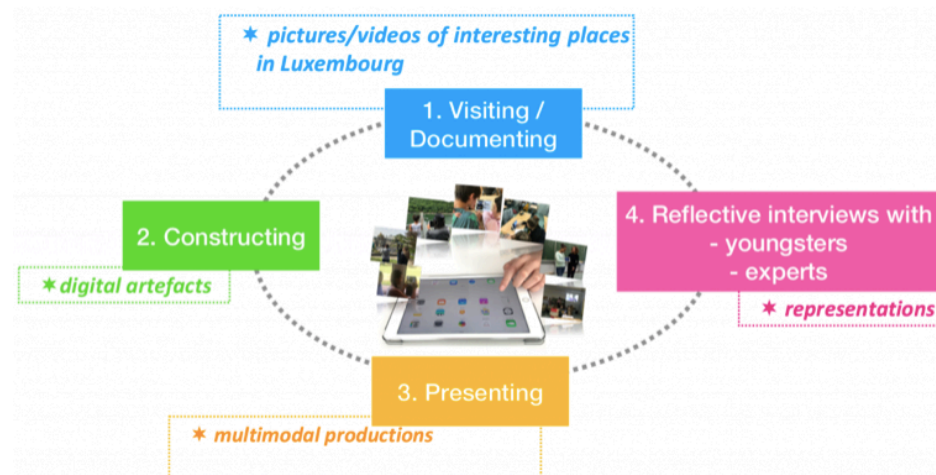 ✶ pictures/videos of interesting places
in Luxembourg
1. Visiting /
Documenting
2. Constructing
✶ digital artefacts
3. Presenting
✶ multimodal productions
4. Reflective interviews with
- youngsters
- experts
✶ representations